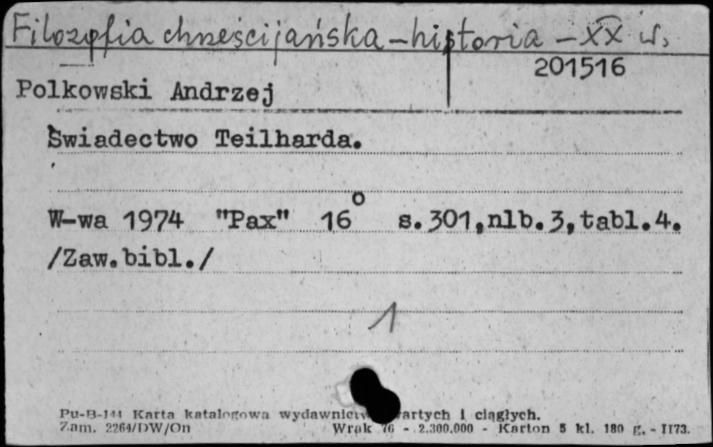 Filozofia chrześcijańska – historia – XX w.
201516
Polkowski Andrzej
Świadectwo Teilharda.
W-wa 1974 "Pax" 16° s.301,nlb.3,tabl.4.
/Zaw.bibl./
1
Pu-B-144 Karta katalogowa wydawnictw artych i ciągłych.
Zam. 2264/DW/On Wrak 76 - 2.300.000 - Karton 5 kl. 180 g. - 1173.